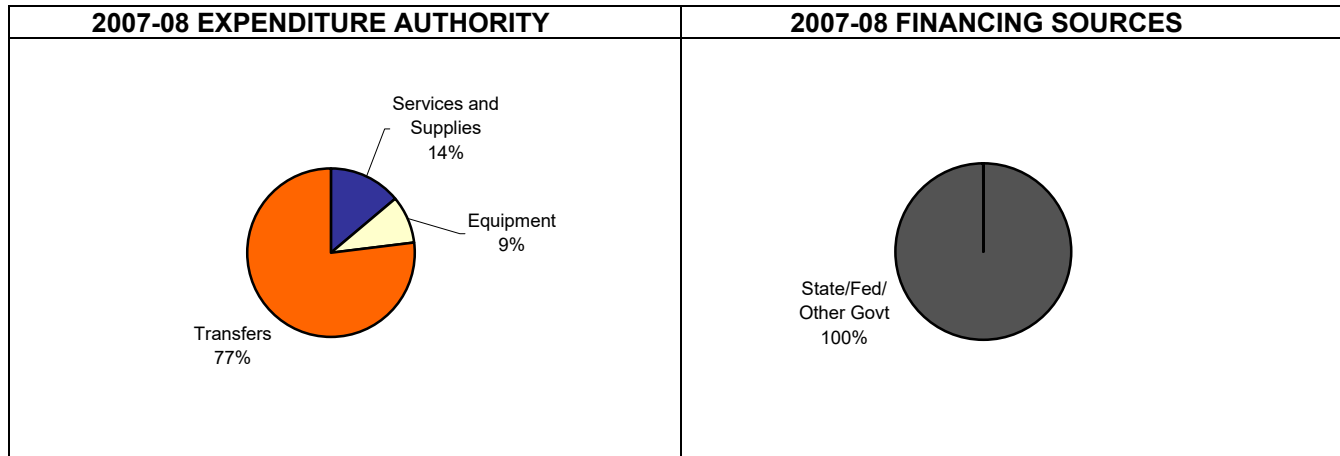 2007-08 EXPENDITURE AUTHORITY
2007-08 FINANCING SOURCES
Services and
Supplies
14%
Equipment
9%
Transfers
77%
State/Fed/
Other Govt
100%